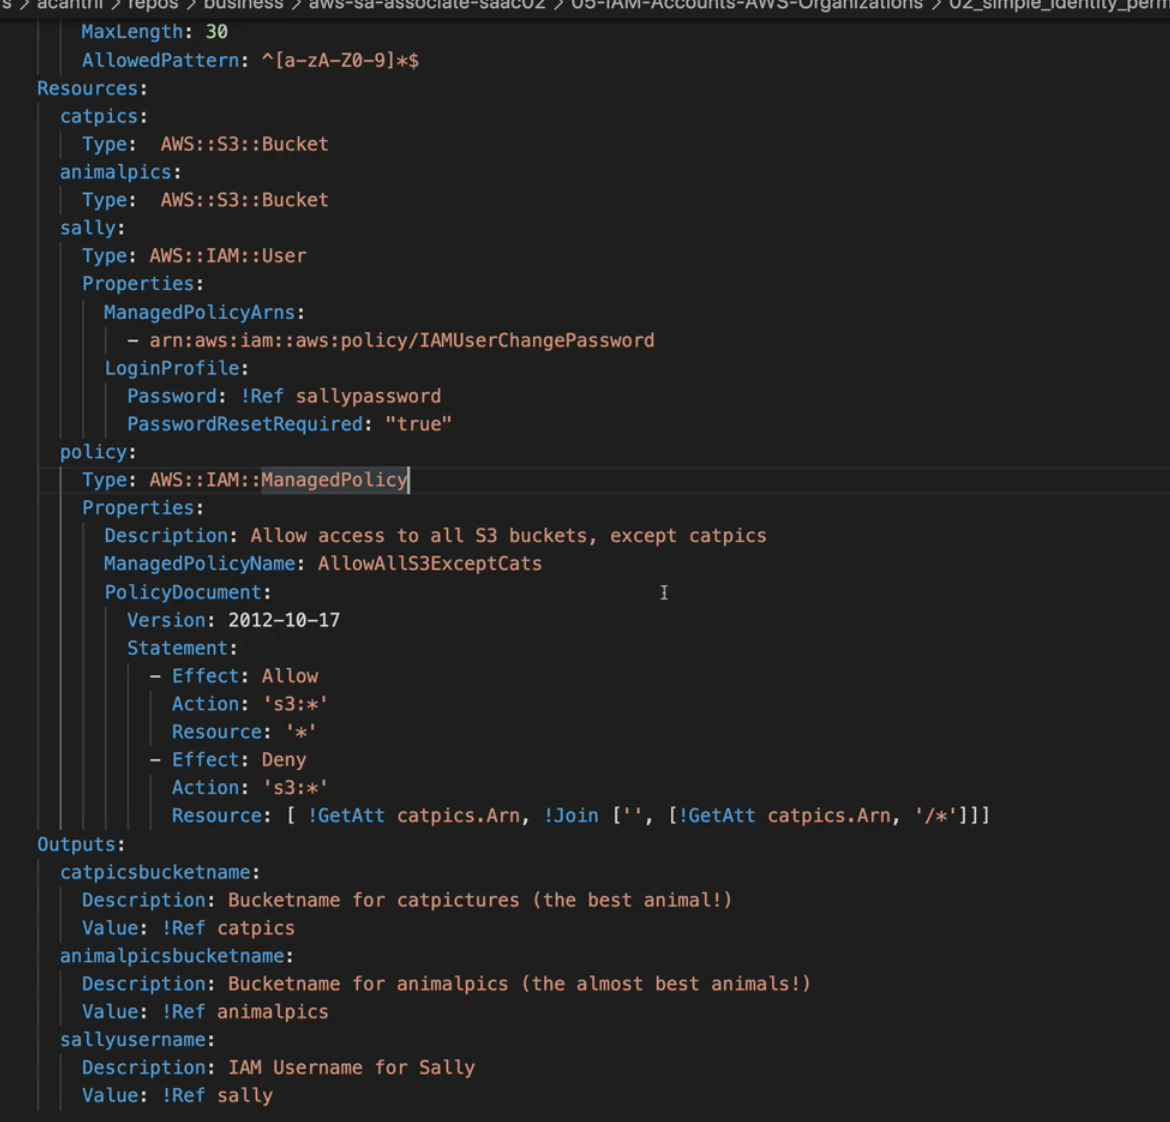 s > acantril > repos > business > aws-sa-associate-saac02 > 05-IAM-Accounts-AWS-Organizations > 02_simple_identity_perm
MaxLength: 30
AllowedPattern: ^[a-zA-Z0-9]*$
Resources:
catpics:
Type:  AWS::S3::Bucket
animalpics:
Type:  AWS::S3::Bucket
sally:
Type: AWS::IAM::User
Properties:
ManagedPolicyArns:
- arn:aws:iam::aws:policy/IAMUserChangePassword
LoginProfile:
Password: !Ref sallypassword
PasswordResetRequired: "true"
policy:
Type: AWS::IAM::ManagedPolicy
Properties:
Description: Allow access to all S3 buckets, except catpics
ManagedPolicyName: AllowAllS3ExceptCats
PolicyDocument:
Version: 2012-10-17
Statement:
- Effect: Allow
Action: 's3:*'
Resource: '*'
- Effect: Deny
Action: 's3:*'
Resource: [ !GetAtt catpics.Arn, !Join ['', [!GetAtt catpics.Arn, '/*']]]
Outputs:
catpicsbucketname:
Description: Bucketname for catpictures (the best animal!)
Value: !Ref catpics
animalpicsbucketname:
Description: Bucketname for animalpics (the almost best animals!)
Value: !Ref animalpics
sallyusername:
Description: IAM Username for Sally
Value: !Ref sally